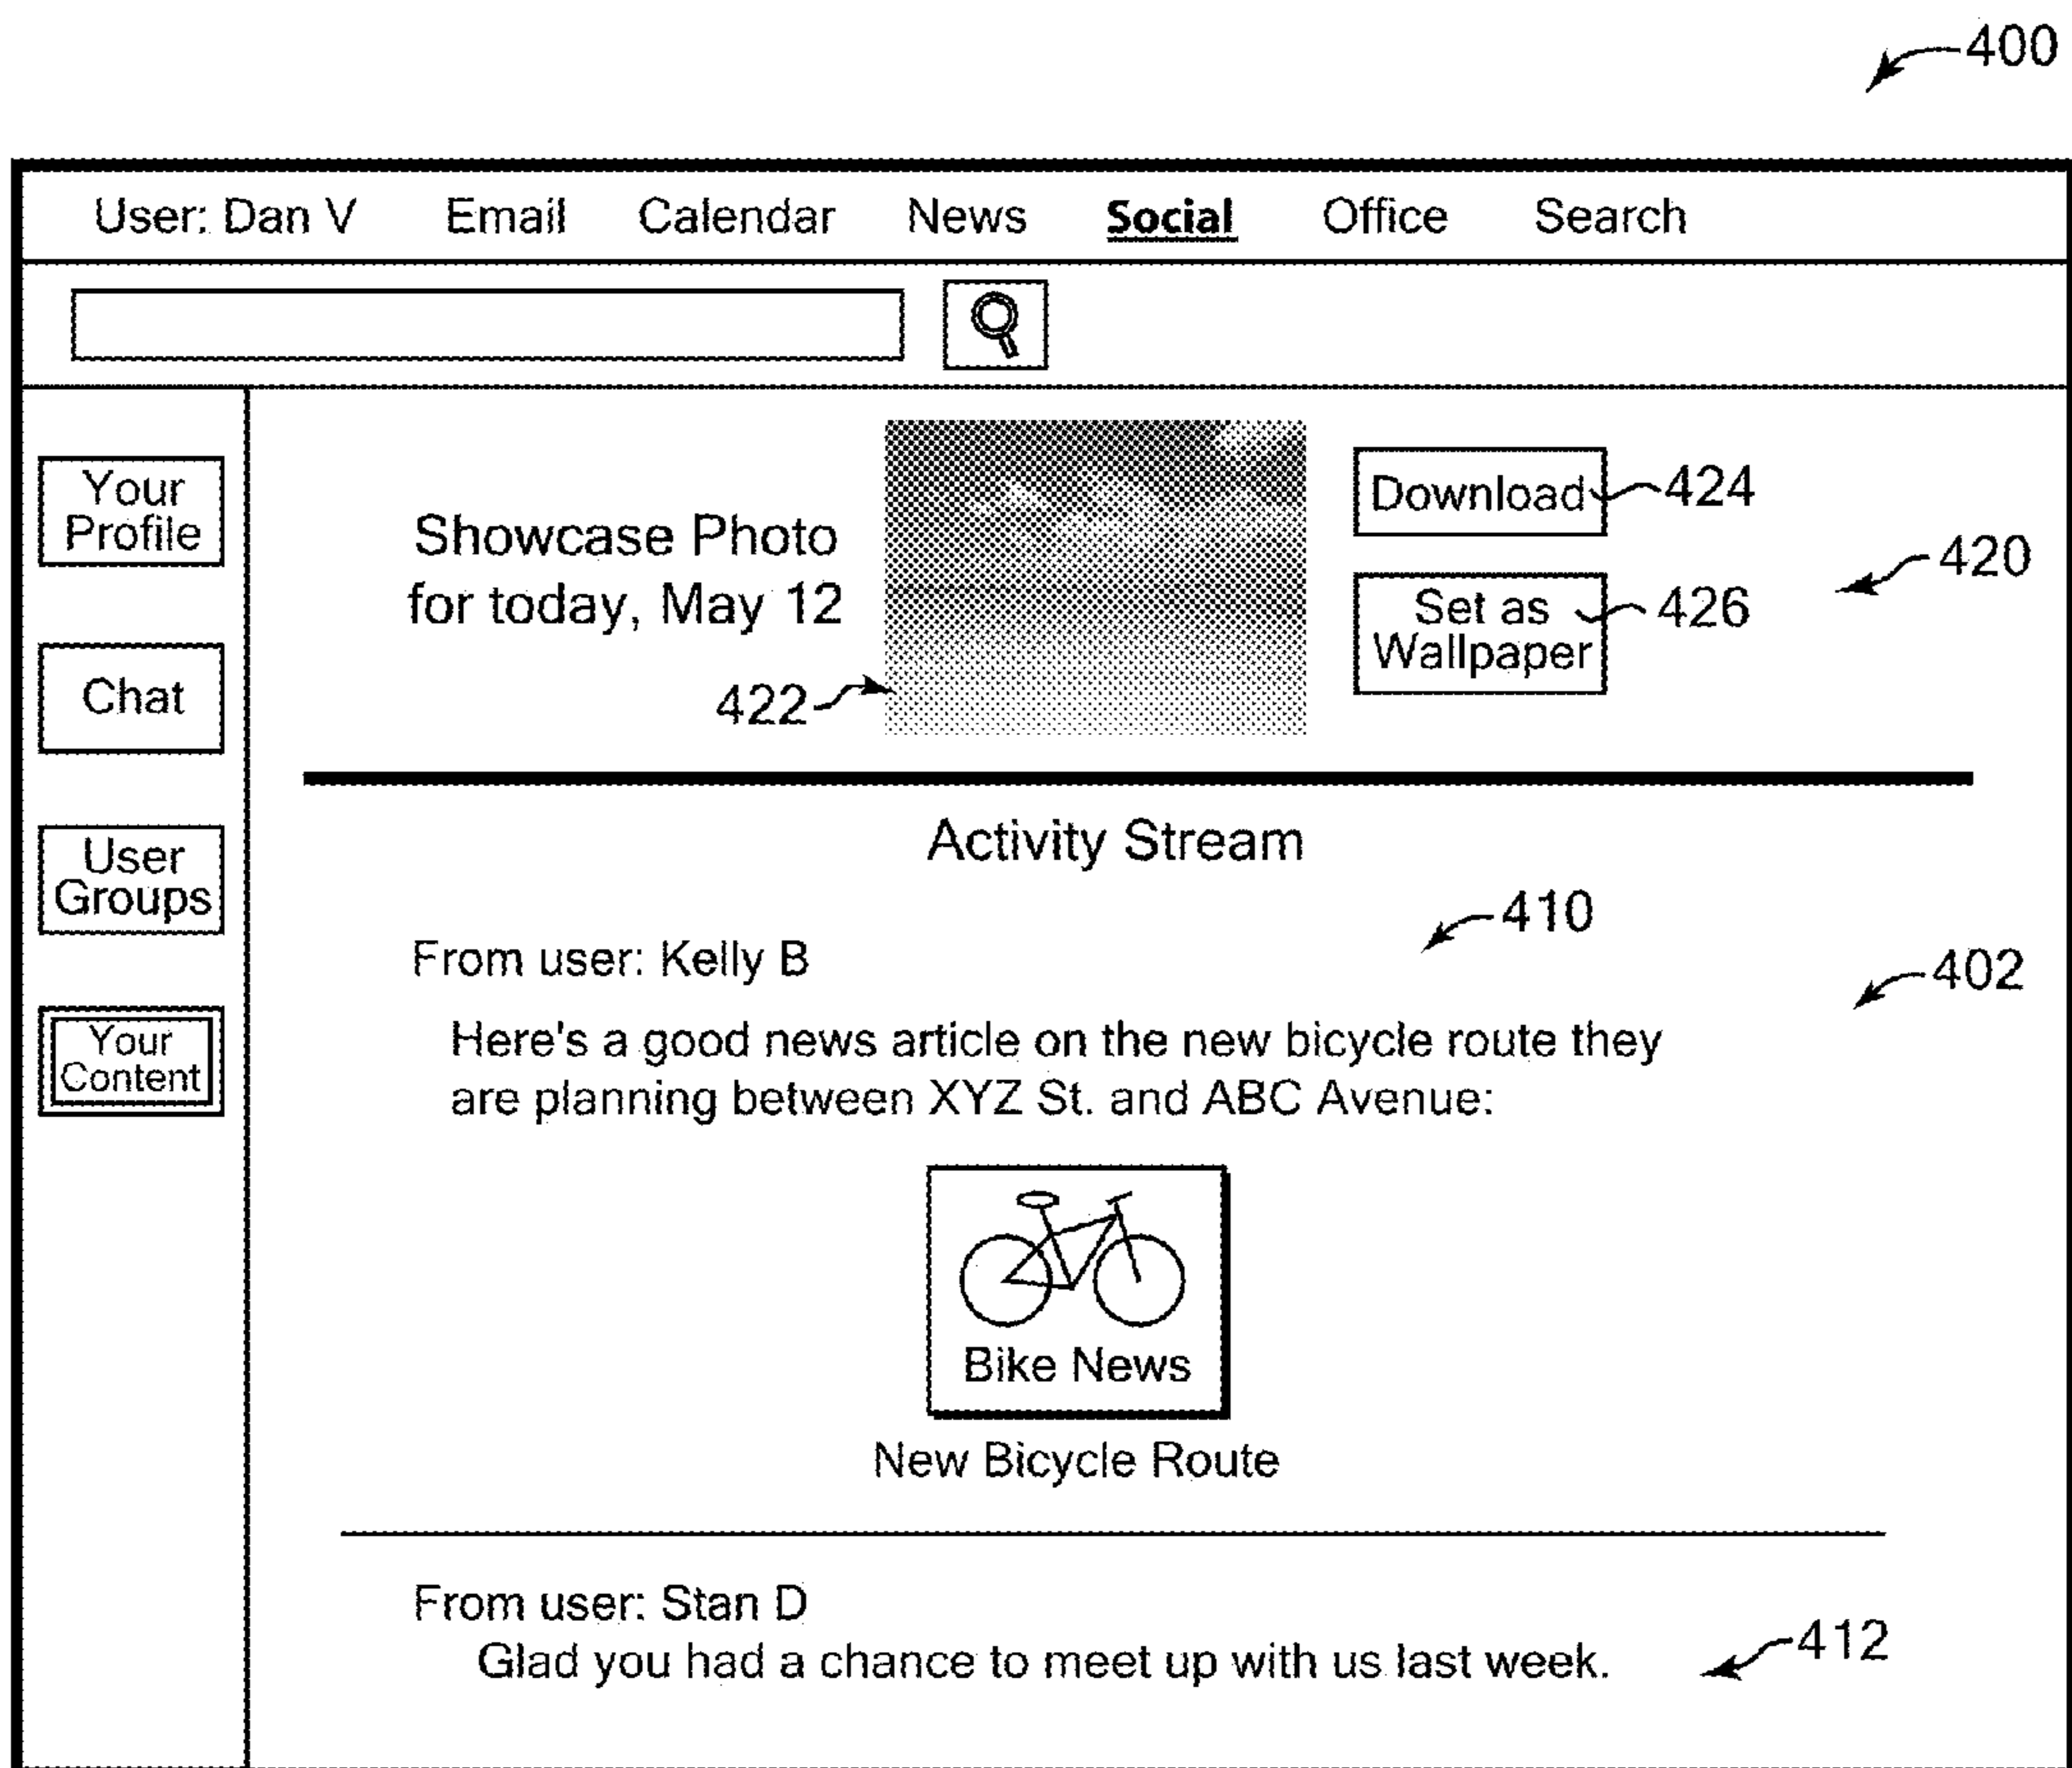 400
User: Dan V Email Calendar News Social Office Search
Your
Profile
Chat
User
Groups
Your
Content
Showcase Photo
for today, May 12
422
Download
424
Set as
Wallpaper
426
420
Activity Stream
410
From user: Kelly B
402
Here's a good news article on the new bicycle route they
are planning between XYZ St. and ABC Avenue:
Bike News
New Bicycle Route
From user: Stan D
Glad you had a chance to meet up with us last week.
412